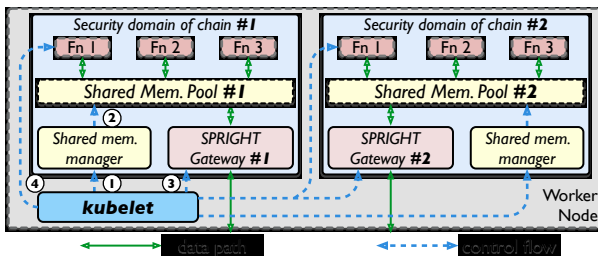 Security domain of chain #1
Security domain of chain #2
Fn 1
Fn 2
Fn 3
Fn 1
Fn 2
Fn 3
Shared Mem. Pool #1
Shared Mem. Pool #2
2
Shared mem.
manager
SPRIGHT
Gateway #1
SPRIGHT
Gateway #2
Shared mem.
manager
4
1
3
kubelet
Worker
Node
data path
control flow